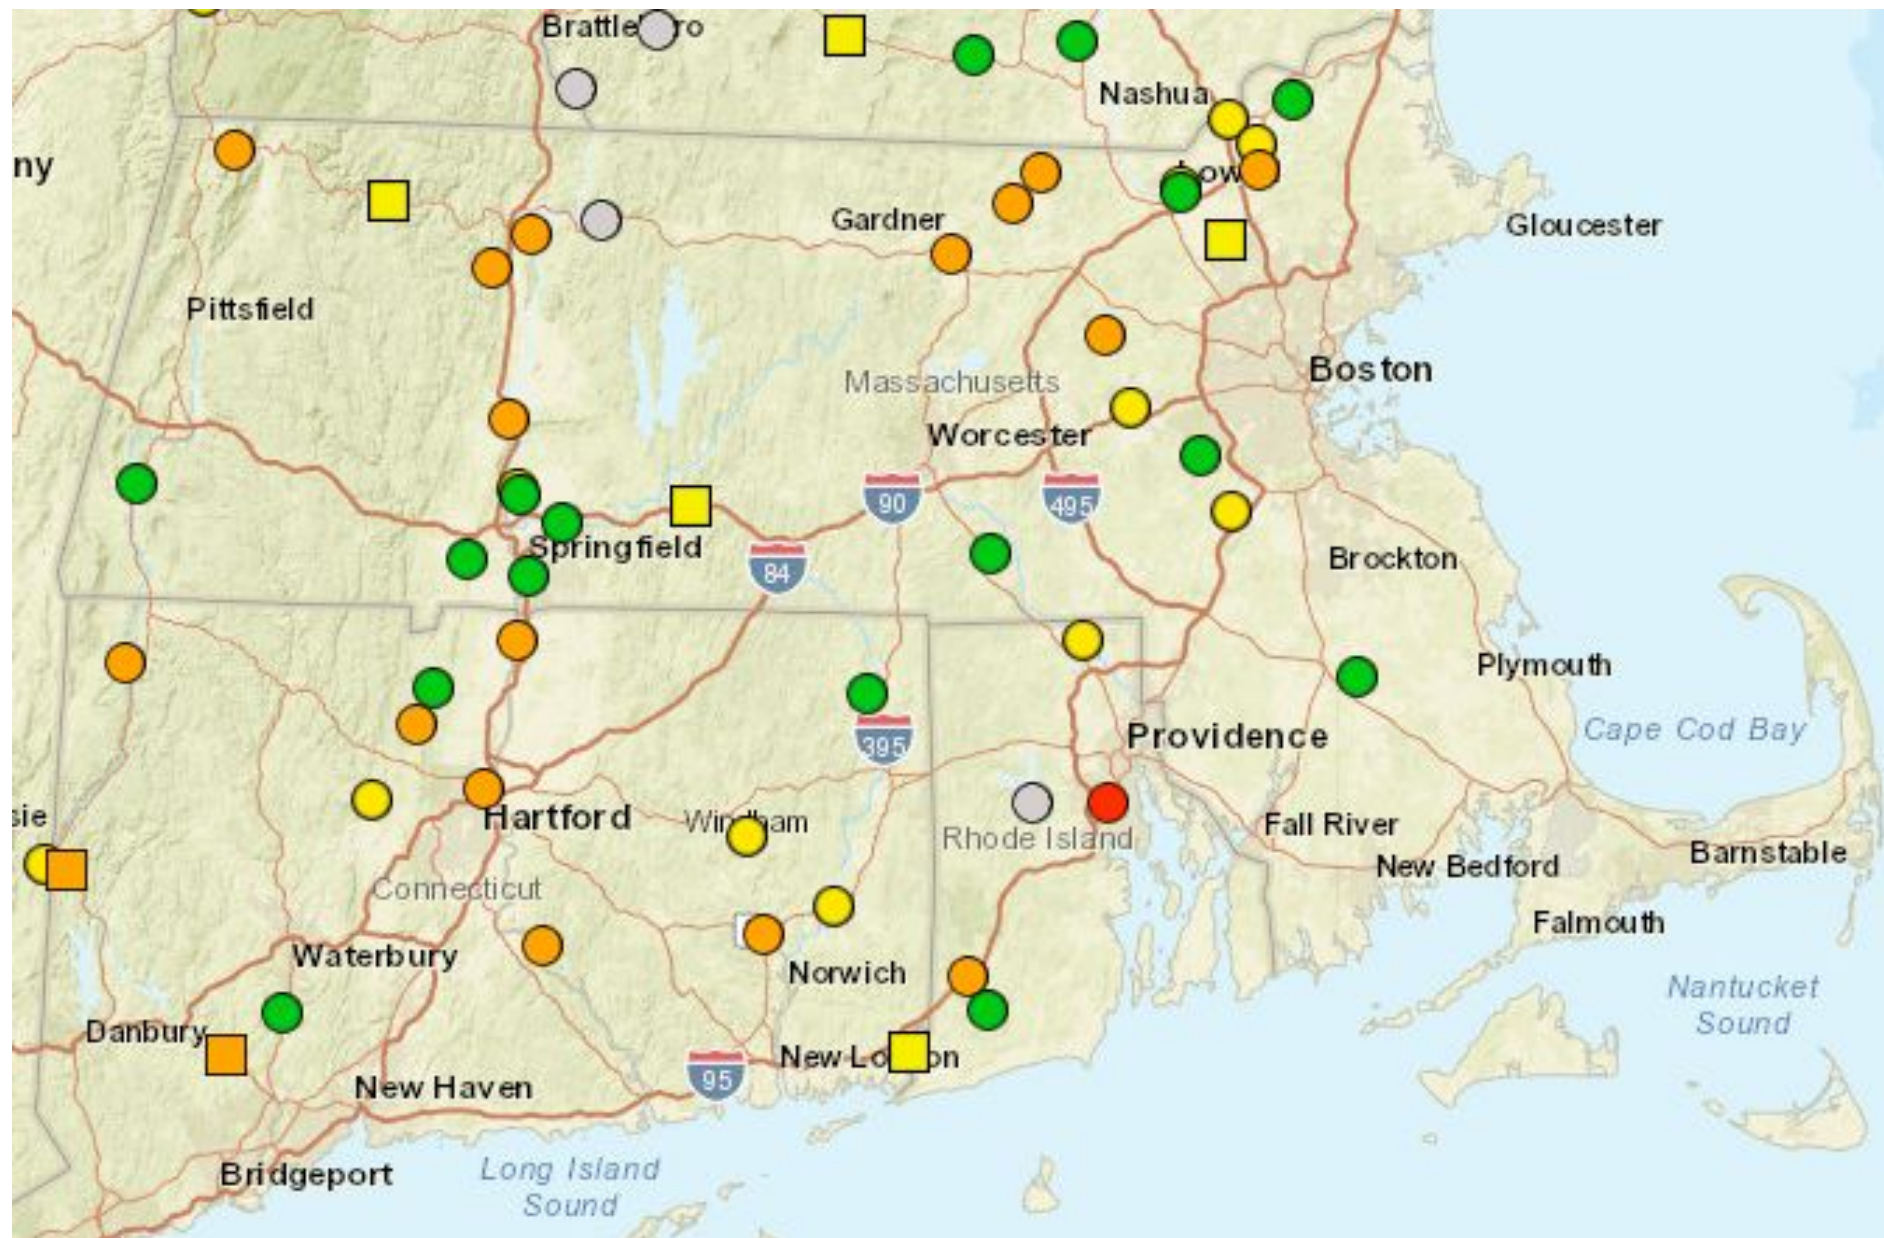 Nashua
ny
Gardner
Gloucester
Pittsfield
Boston
Massachusetts
Worcester
90
495
Springfield
84
Brockton
Plymouth
Cape Cod Bay
395
Providence
sie
Hartford
Rhode Island
Fall River
New Bedford
Barnstable
Connecticut
Falmouth
Waterbury
Norwich
Nantucket
Sound
Danbury
95
New Haven
Long Island
Sound
Bridgeport